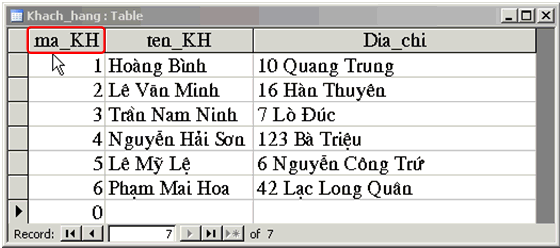 Khach_hang : Table
ma_KH ten_KH Dia_chi
1 Hoàng Bình 10 Quang Trung
2 Lê Văn Minh 16 Hàn Thuyên
3 Trần Nam Ninh 7 Lò Đúc
4 Nguyễn Hải Sơn 123 Bà Triệu
5 Lê Mỹ Lệ 6 Nguyễn Công Trứ
6 Phạm Mai Hoa 42 Lạc Long Quân
0
Record: 7 of 7